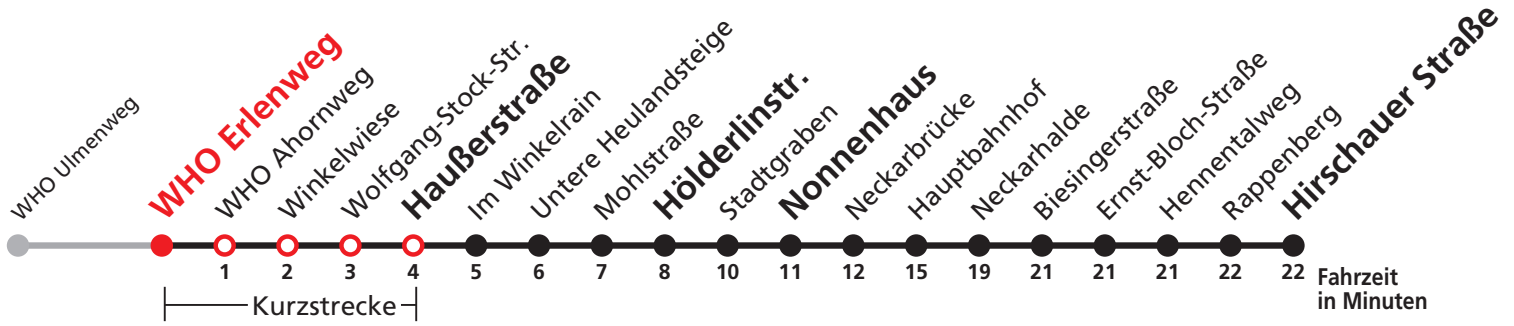 WHO Ulmenweg
WHO Erlenweg
WHO Ahornweg
Winkelwiese
Wolfgang-Stock-Str.
Haußerstraße
Im Winkelrain
Untere Heulandsteige
Mohlstraße
Hölderlinstr.
Stadtgraben
Nonnenhaus
Neckarbrücke
Hauptbahnhof
Neckarhalde
Biesingerstraße
Ernst-Bloch-Straße
Hennentalweg
Rappenberg
Hirschauer Straße
1 2 3 4 5 6 7 8 10 11 12 15 19 21 21 21 22 22
Fahrzeit
in Minuten
Kurzstrecke